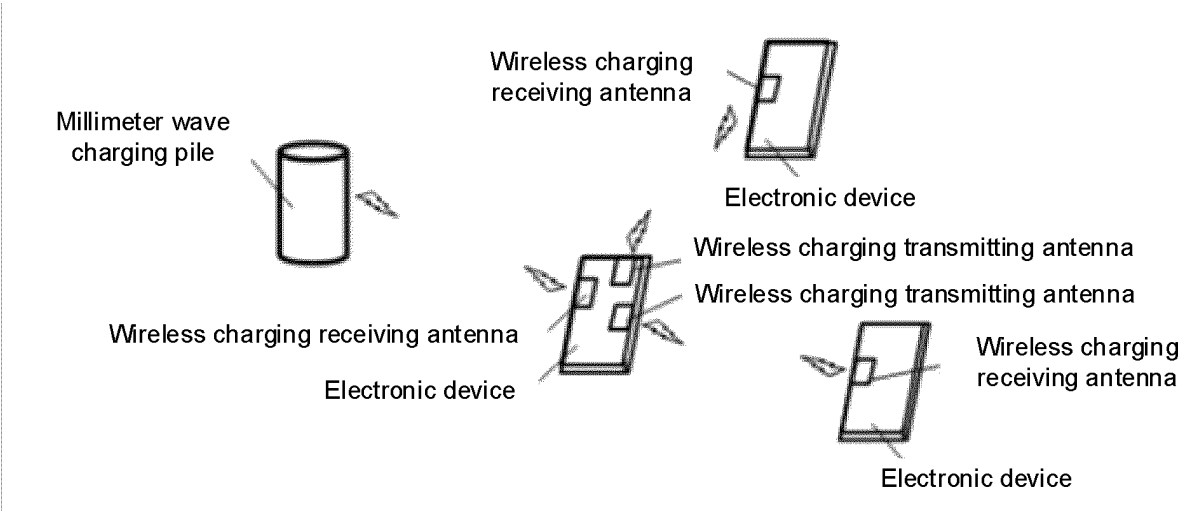 Wireless charging
receiving antenna
Millimeter wave
charging pile
Electronic device
Wireless charging transmitting antenna
Wireless charging transmitting antenna
Wireless charging receiving antenna
Wireless charging
receiving antenna
Electronic device
Electronic device